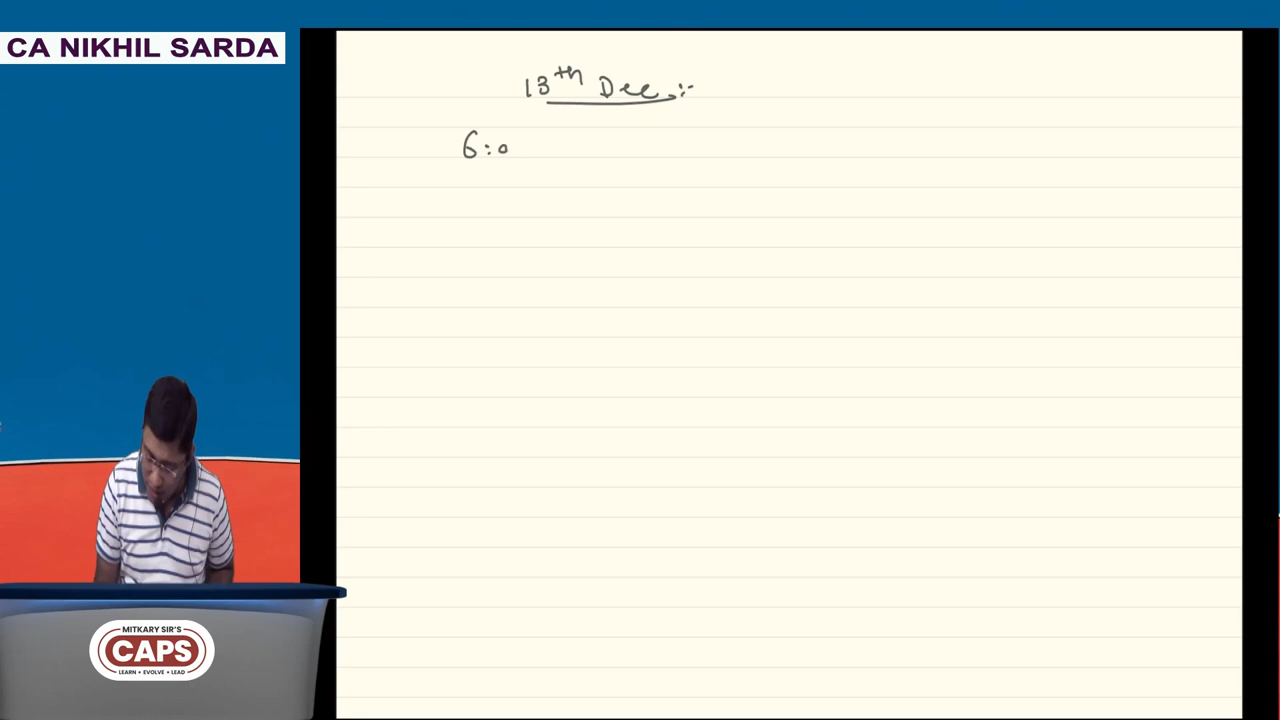 CA NIKHIL SARDA
13th Dec :-
6:0
MITKARY SIR'S
CAPS
LEARN • EVOLVE • LEAD